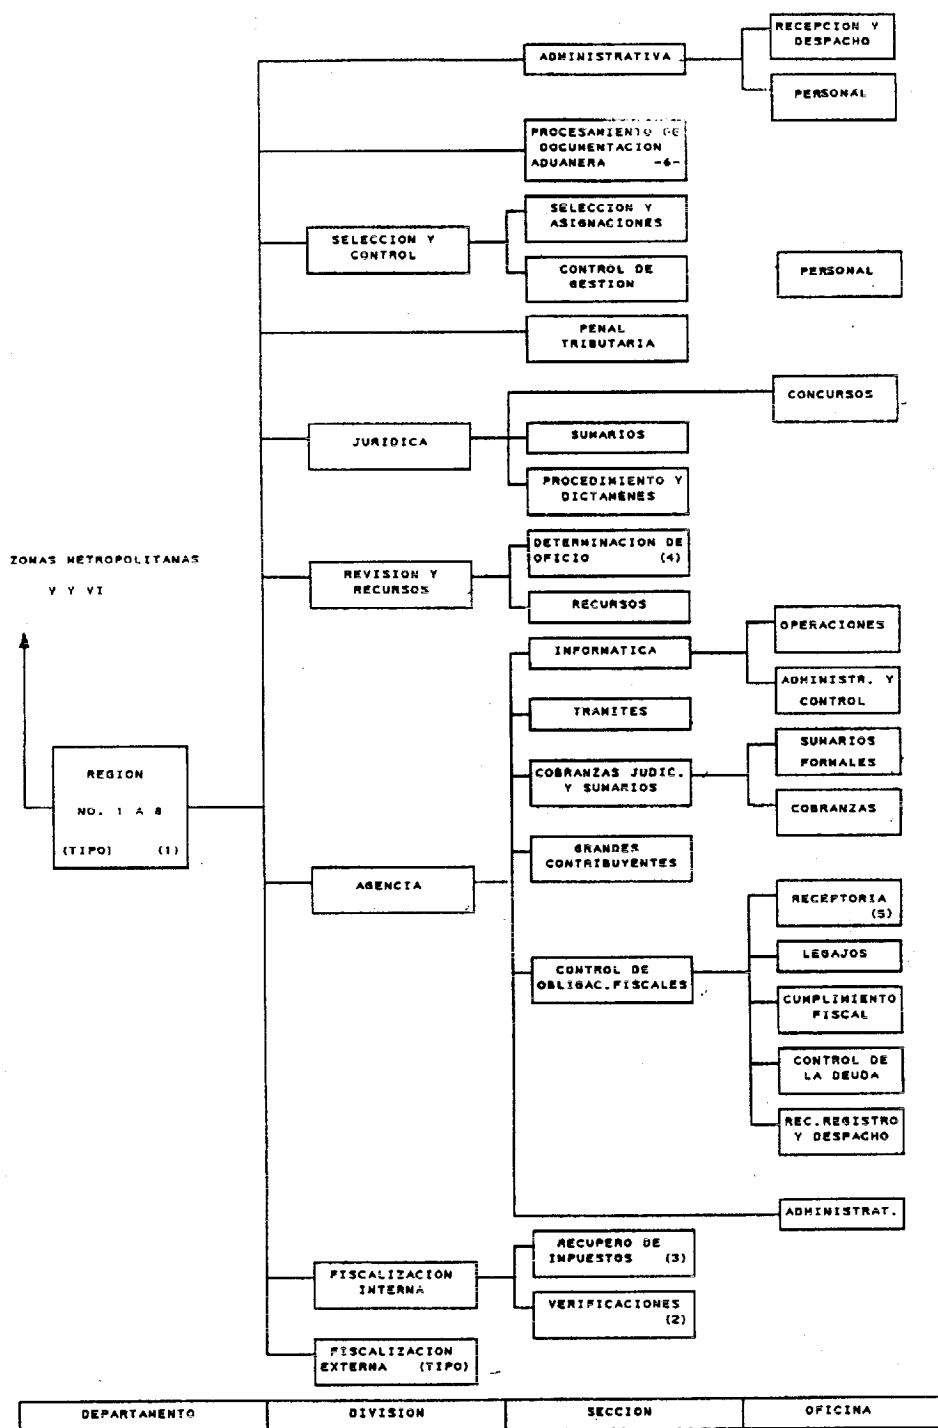 RECEPCION Y
DESPACHO
ADMINISTRATIVA
PERSONAL
PROCESAMIENTO DE
DOCUMENTACION
ADUANERA -6-
SELECCION Y
ASIGNACIONES
SELECCION Y
CONTROL
CONTROL DE
GESTION
PERSONAL
PENAL
TRIBUTARIA
CONCURSOS
JURIDICA
SUMARIOS
PROCEDIMIENTO Y
DICTAMENES
DETERMINACION DE
OFICIO (4)
ZONAS METROPOLITANAS
V Y VI
REVISION Y
RECURSOS
RECURSOS
OPERACIONES
INFORMATICA
ADMINISTR. Y
CONTROL
TRAMITES
SUMARIOS
FORMALES
REGION
NO. 1 A 8
(TIPO) (1)
COBRANZAS JUDIC.
Y SUMARIOS
COBRANZAS
GRANDES
CONTRIBUYENTES
AGENCIA
RECEPTORIA
(5)
LEGAJOS
CONTROL DE
OBLIGAC.FISCALES
CUMPLIMIENTO
FISCAL
CONTROL DE
LA DEUDA
REC.REGISTRO
Y DESPACHO
ADMINISTRAT.
RECUPERO DE
IMPUESTOS (3)
FISCALIZACION
INTERNA
VERIFICACIONES
(2)
FISCALIZACION
EXTERNA (TIPO)
DEPARTAMENTO DIVISION SECCION OFICINA